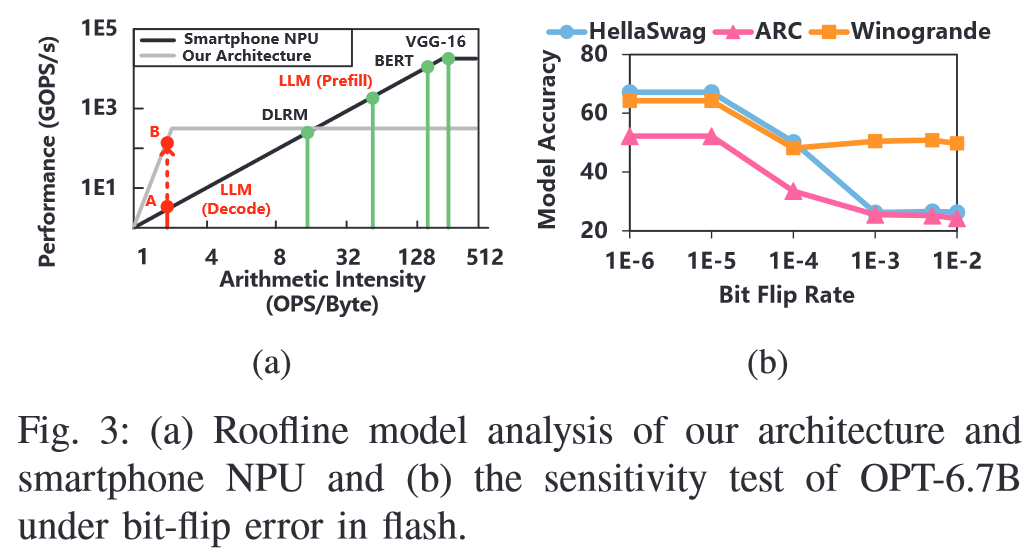 1E5
1E3
1E1
Performance (GOPS/s)
Smartphone NPU
Our Architecture
VGG-16
BERT
LLM (Prefill)
DLRM
B
A
LLM
(Decode)
1 4 8 32 128 512
Arithmetic Intensity
(OPS/Byte)
(a)
HellaSwag ARC Winogrande
80
60
40
20
Model Accuracy
1E-6 1E-5 1E-4 1E-3 1E-2
Bit Flip Rate
(b)
Fig. 3: (a) Roofline model analysis of our architecture and
smartphone NPU and (b) the sensitivity test of OPT-6.7B
under bit-flip error in flash.